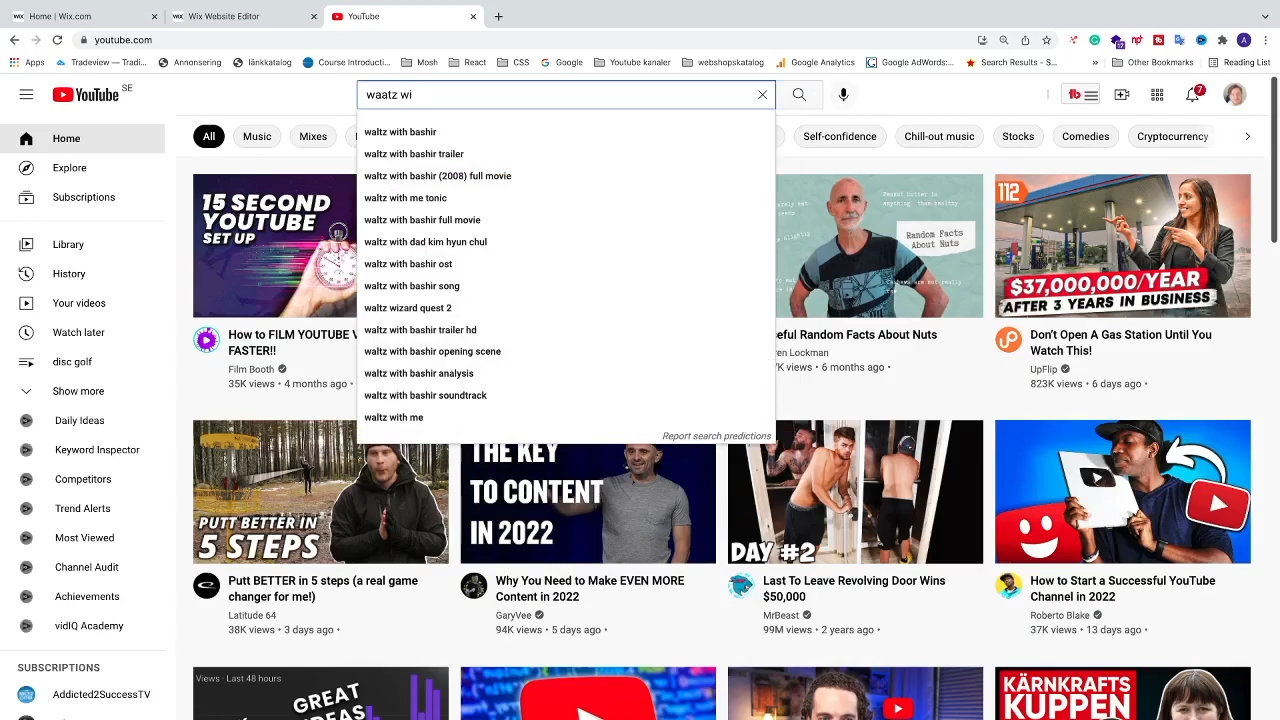 Home | Wix.com
Wix Website Editor
YouTube
youtube.com
Apps
Tradeview – Tradi...
Annonsering
länkkatalog
Course Introducti...
Mosh
React
CSS
Google
Youtube kanaler
webshopskatalog
Google Analytics
Google AdWords:...
Search Results - S...
»
Other Bookmarks
Reading List
YouTube SE
waatz wi
7
Home
Explore
Subscriptions
Library
History
Your videos
Watch later
disc golf
Show more
Daily Ideas
Keyword Inspector
Competitors
Trend Alerts
Most Viewed
Channel Audit
Achievements
vidIQ Academy
SUBSCRIPTIONS
Addicted2SuccessTV
All
Music
Mixes
Self-confidence
Chill-out music
Stocks
Comedies
Cryptocurrency
waltz with bashir
waltz with bashir trailer
waltz with bashir (2008) full movie
waltz with me tonic
waltz with bashir full movie
waltz with dad kim hyun chul
waltz with bashir ost
waltz with bashir song
waltz wizard quest 2
waltz with bashir trailer hd
waltz with bashir opening scene
waltz with bashir analysis
waltz with bashir soundtrack
waltz with me
Report search predictions
15 SECOND
YOUTUBE
SET UP
How to FILM YOUTUBE V
FASTER!!
Film Booth
35K views • 4 months ago •
Random Facts
About Nuts
eful Random Facts About Nuts
en Lockman
K views • 6 months ago •
112
$37,000,000/YEAR
AFTER 3 YEARS IN BUSINESS
Don't Open A Gas Station Until You
Watch This!
UpFlip
823K views • 6 days ago •
PUTT BETTER IN
5 STEPS
Putt BETTER in 5 steps (a real game
changer for me!)
Latitude 64
38K views • 3 days ago •
THE KEY
TO CONTENT
IN 2022
Why You Need to Make EVEN MORE
Content in 2022
GaryVee
94K views • 5 days ago •
DAY #2
Last To Leave Revolving Door Wins
$50,000
MrBeast
99M views • 2 years ago •
How to Start a Successful YouTube
Channel in 2022
Roberto Blake
37K views • 13 days ago •
Views · Last 48 hours
GREAT
IDEAS
KÄRNKRAFTS
KUPPEN